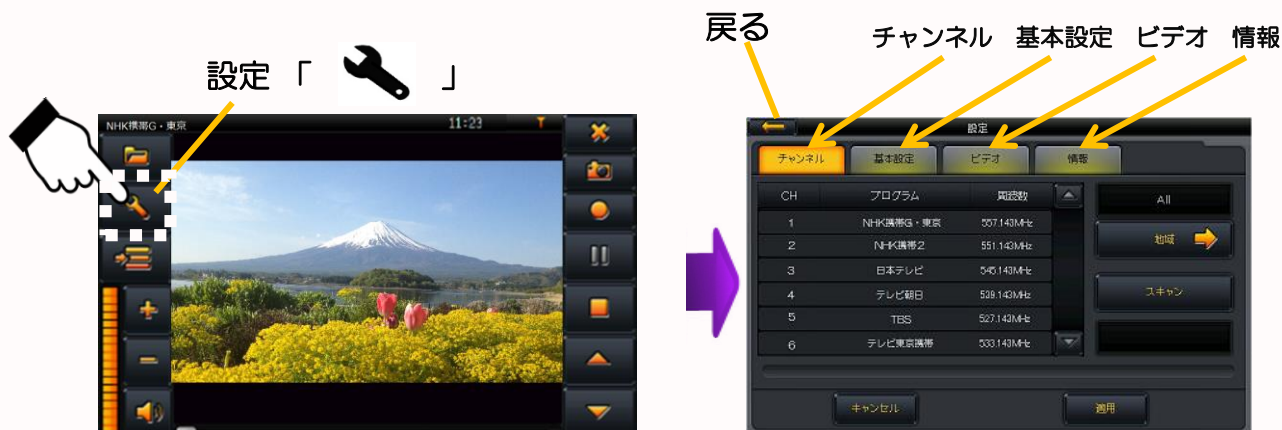 設定「 」
NHK携帯G・東京 11:23
戻る
チャンネル 基本設定 ビデオ 情報
設定
チャンネル 基本設定 ビデオ 情報
CH プログラム 周波数
1 NHK携帯G・東京 557.143MHz
2 NHK携帯2 551.143MHz
3 日本テレビ 545.143MHz
4 テレビ朝日 539.143MHz
5 TBS 527.143MHz
6 テレビ東京携帯 533.143MHz
All
地域
スキャン
キャンセル 適用